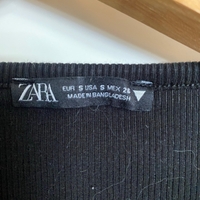 ZARA
EUR S USA S MEX 26
MADE IN BANGLADESH